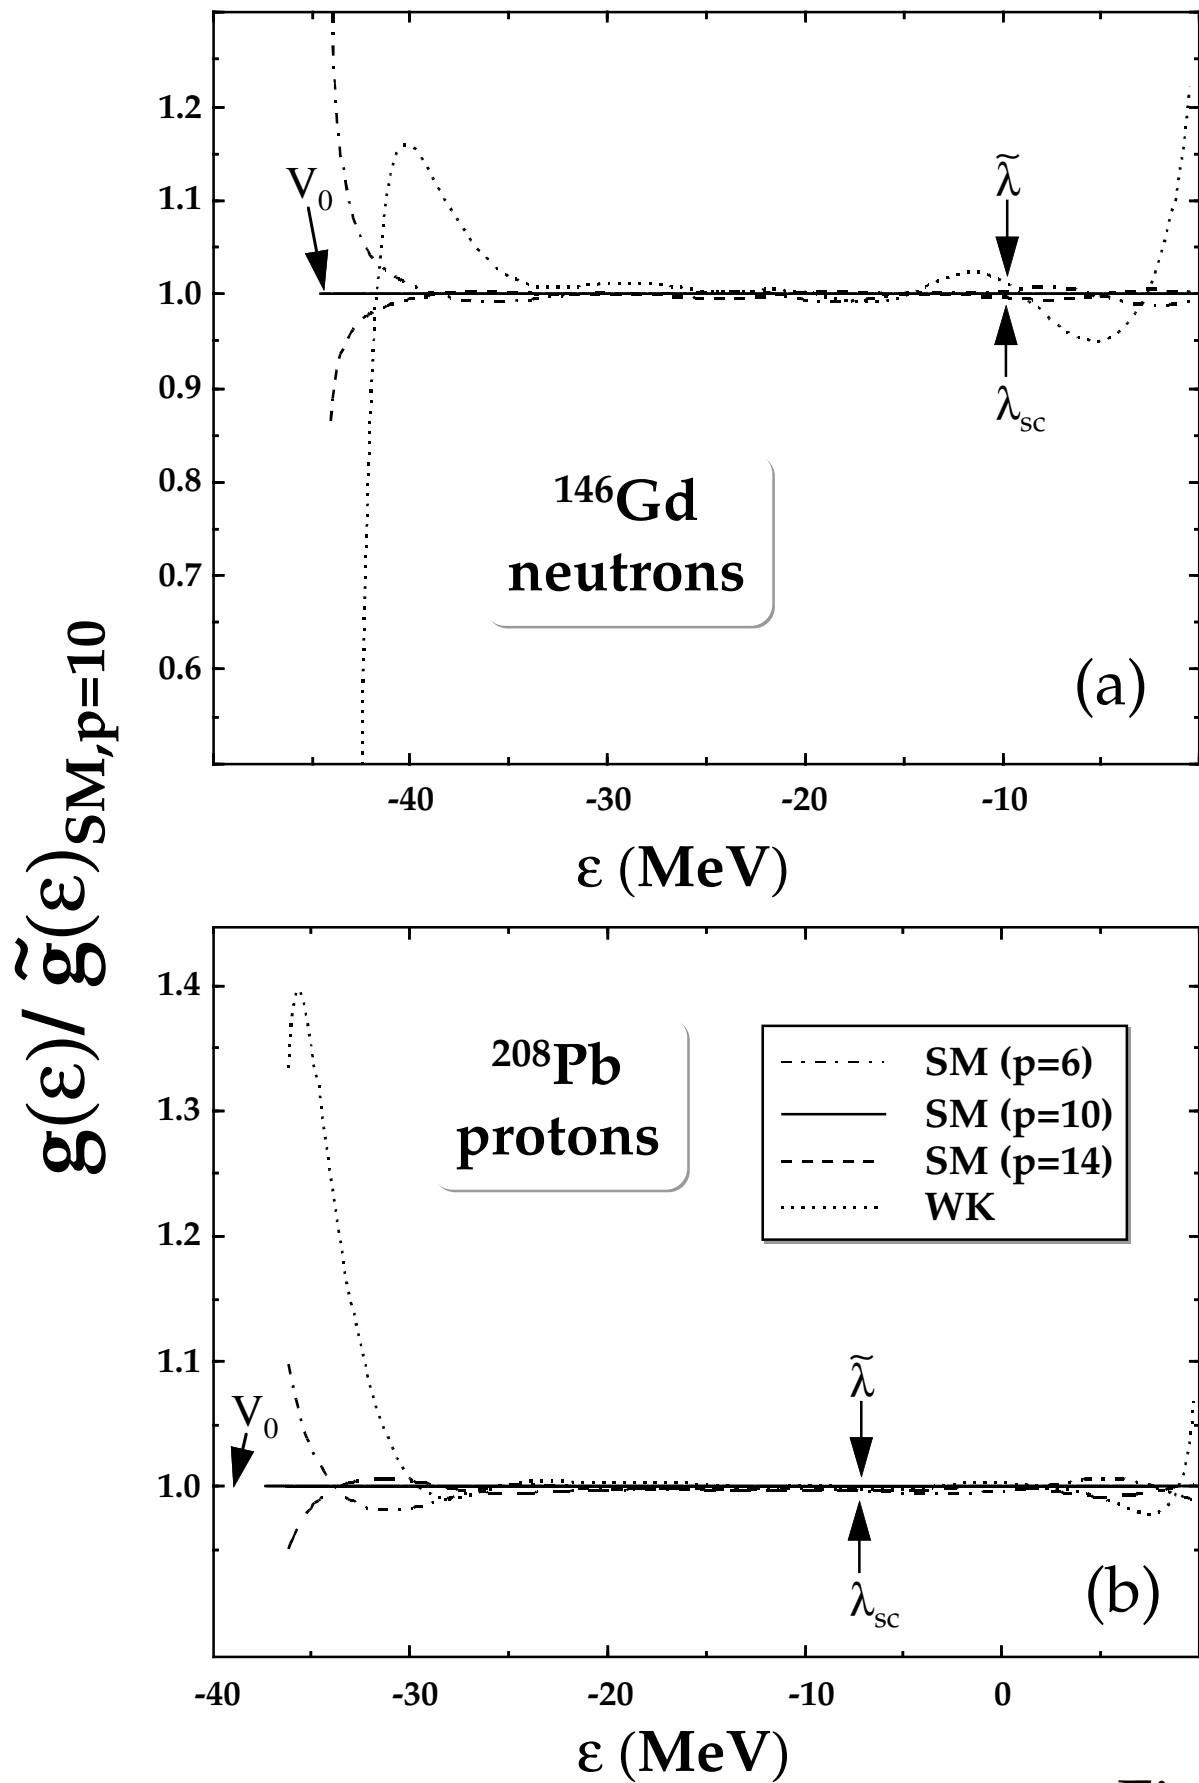 g(ε)/ g̃(ε)SM,p=10
1.2
1.1
1.0
0.9
0.8
0.7
0.6
V₀
λ̃
λsc
¹⁴⁶Gd
neutrons
(a)
-40 -30 -20 -10
ε (MeV)
1.4
1.3
1.2
1.1
1.0
²⁰⁸Pb
protons
SM (p=6)
SM (p=10)
SM (p=14)
WK
V₀
λ̃
λsc
(b)
-40 -30 -20 -10 0
ε (MeV)